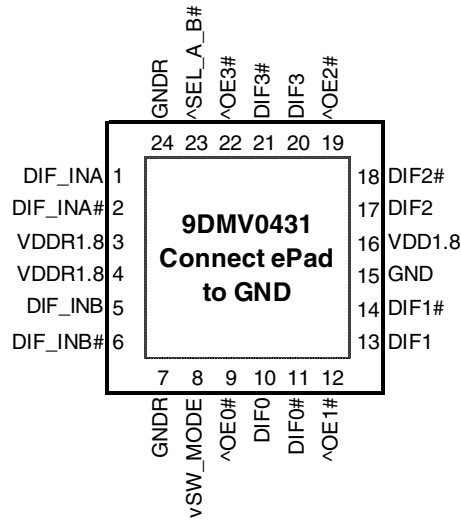 GNDR
^SEL_A_B#
^OE3#
DIF3#
DIF3
^OE2#
24 23 22 21 20 19
DIF_INA 1
DIF_INA# 2
VDDR1.8 3
VDDR1.8 4
DIF_INB 5
DIF_INB# 6
9DMV0431
Connect ePad
to GND
18 DIF2#
17 DIF2
16 VDD1.8
15 GND
14 DIF1#
13 DIF1
7 8 9 10 11 12
GNDR
vSW_MODE
^OE0#
DIF0
DIF0#
^OE1#